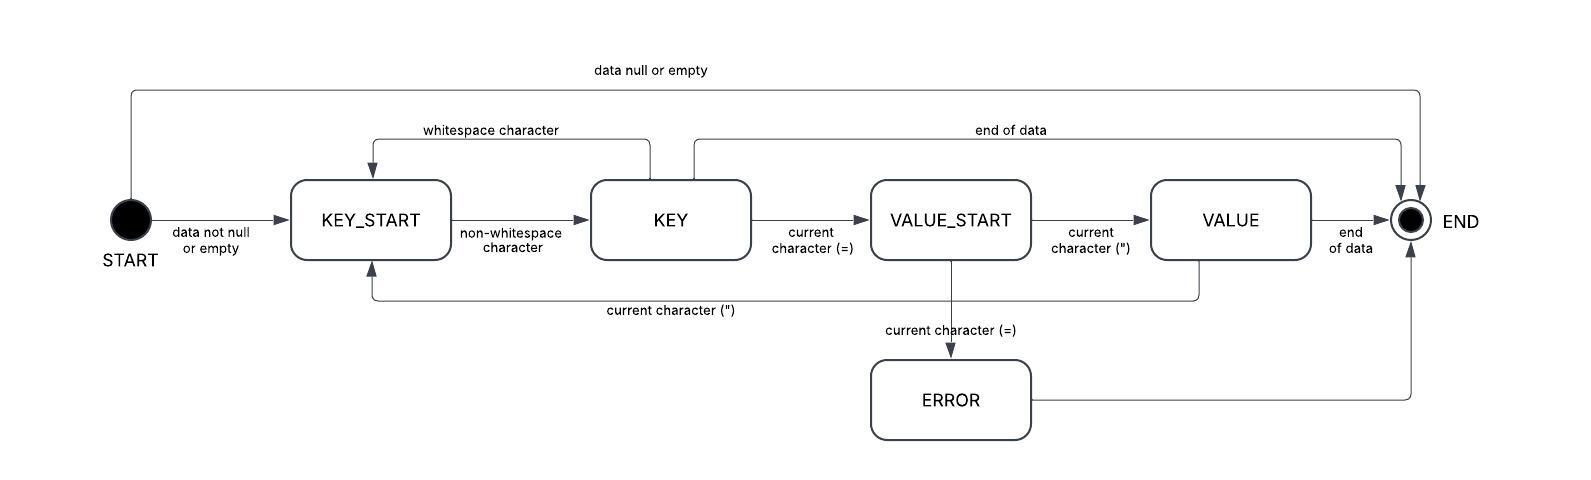 data null or empty
whitespace character
end of data
KEY_START
KEY
VALUE_START
VALUE
END
data not null
or empty
non-whitespace
character
current
character (=)
current
character (")
end
of data
START
current character (")
current character (=)
ERROR